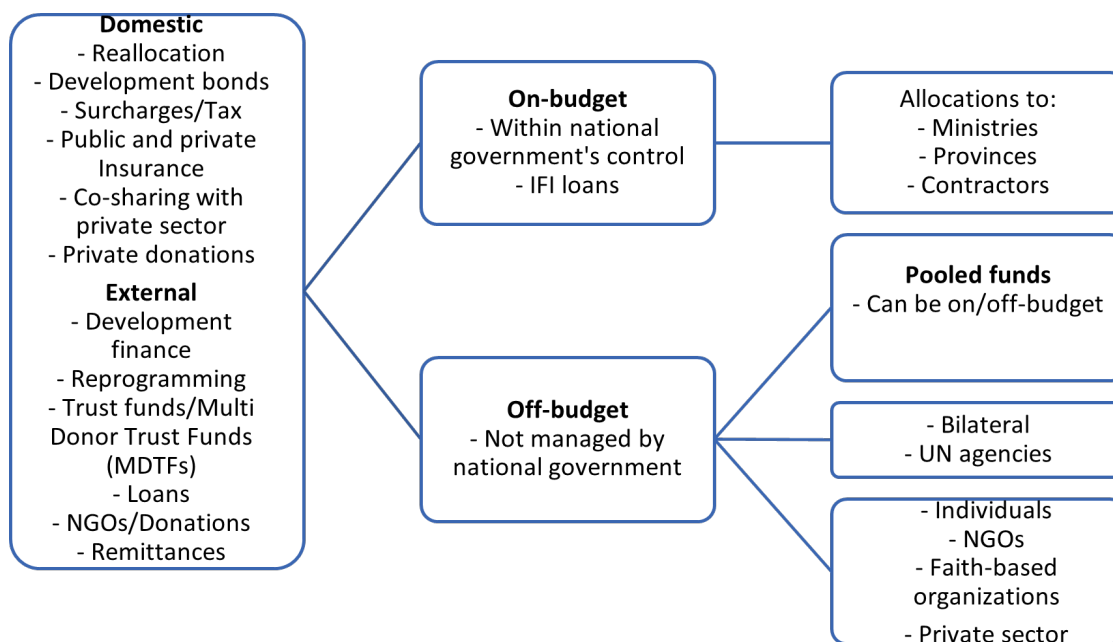 Domestic
- Reallocation
- Development bonds
- Surcharges/Tax
- Public and private
Insurance
- Co-sharing with
private sector
- Private donations
External
- Development
finance
- Reprogramming
- Trust funds/Multi
Donor Trust Funds
(MDTFs)
- Loans
- NGOs/Donations
- Remittances
On-budget
- Within national
government's control
- IFI loans
Off-budget
- Not managed by
national government
Allocations to:
- Ministries
- Provinces
- Contractors
Pooled funds
- Can be on/off-budget
- Bilateral
- UN agencies
- Individuals
- NGOs
- Faith-based
organizations
- Private sector